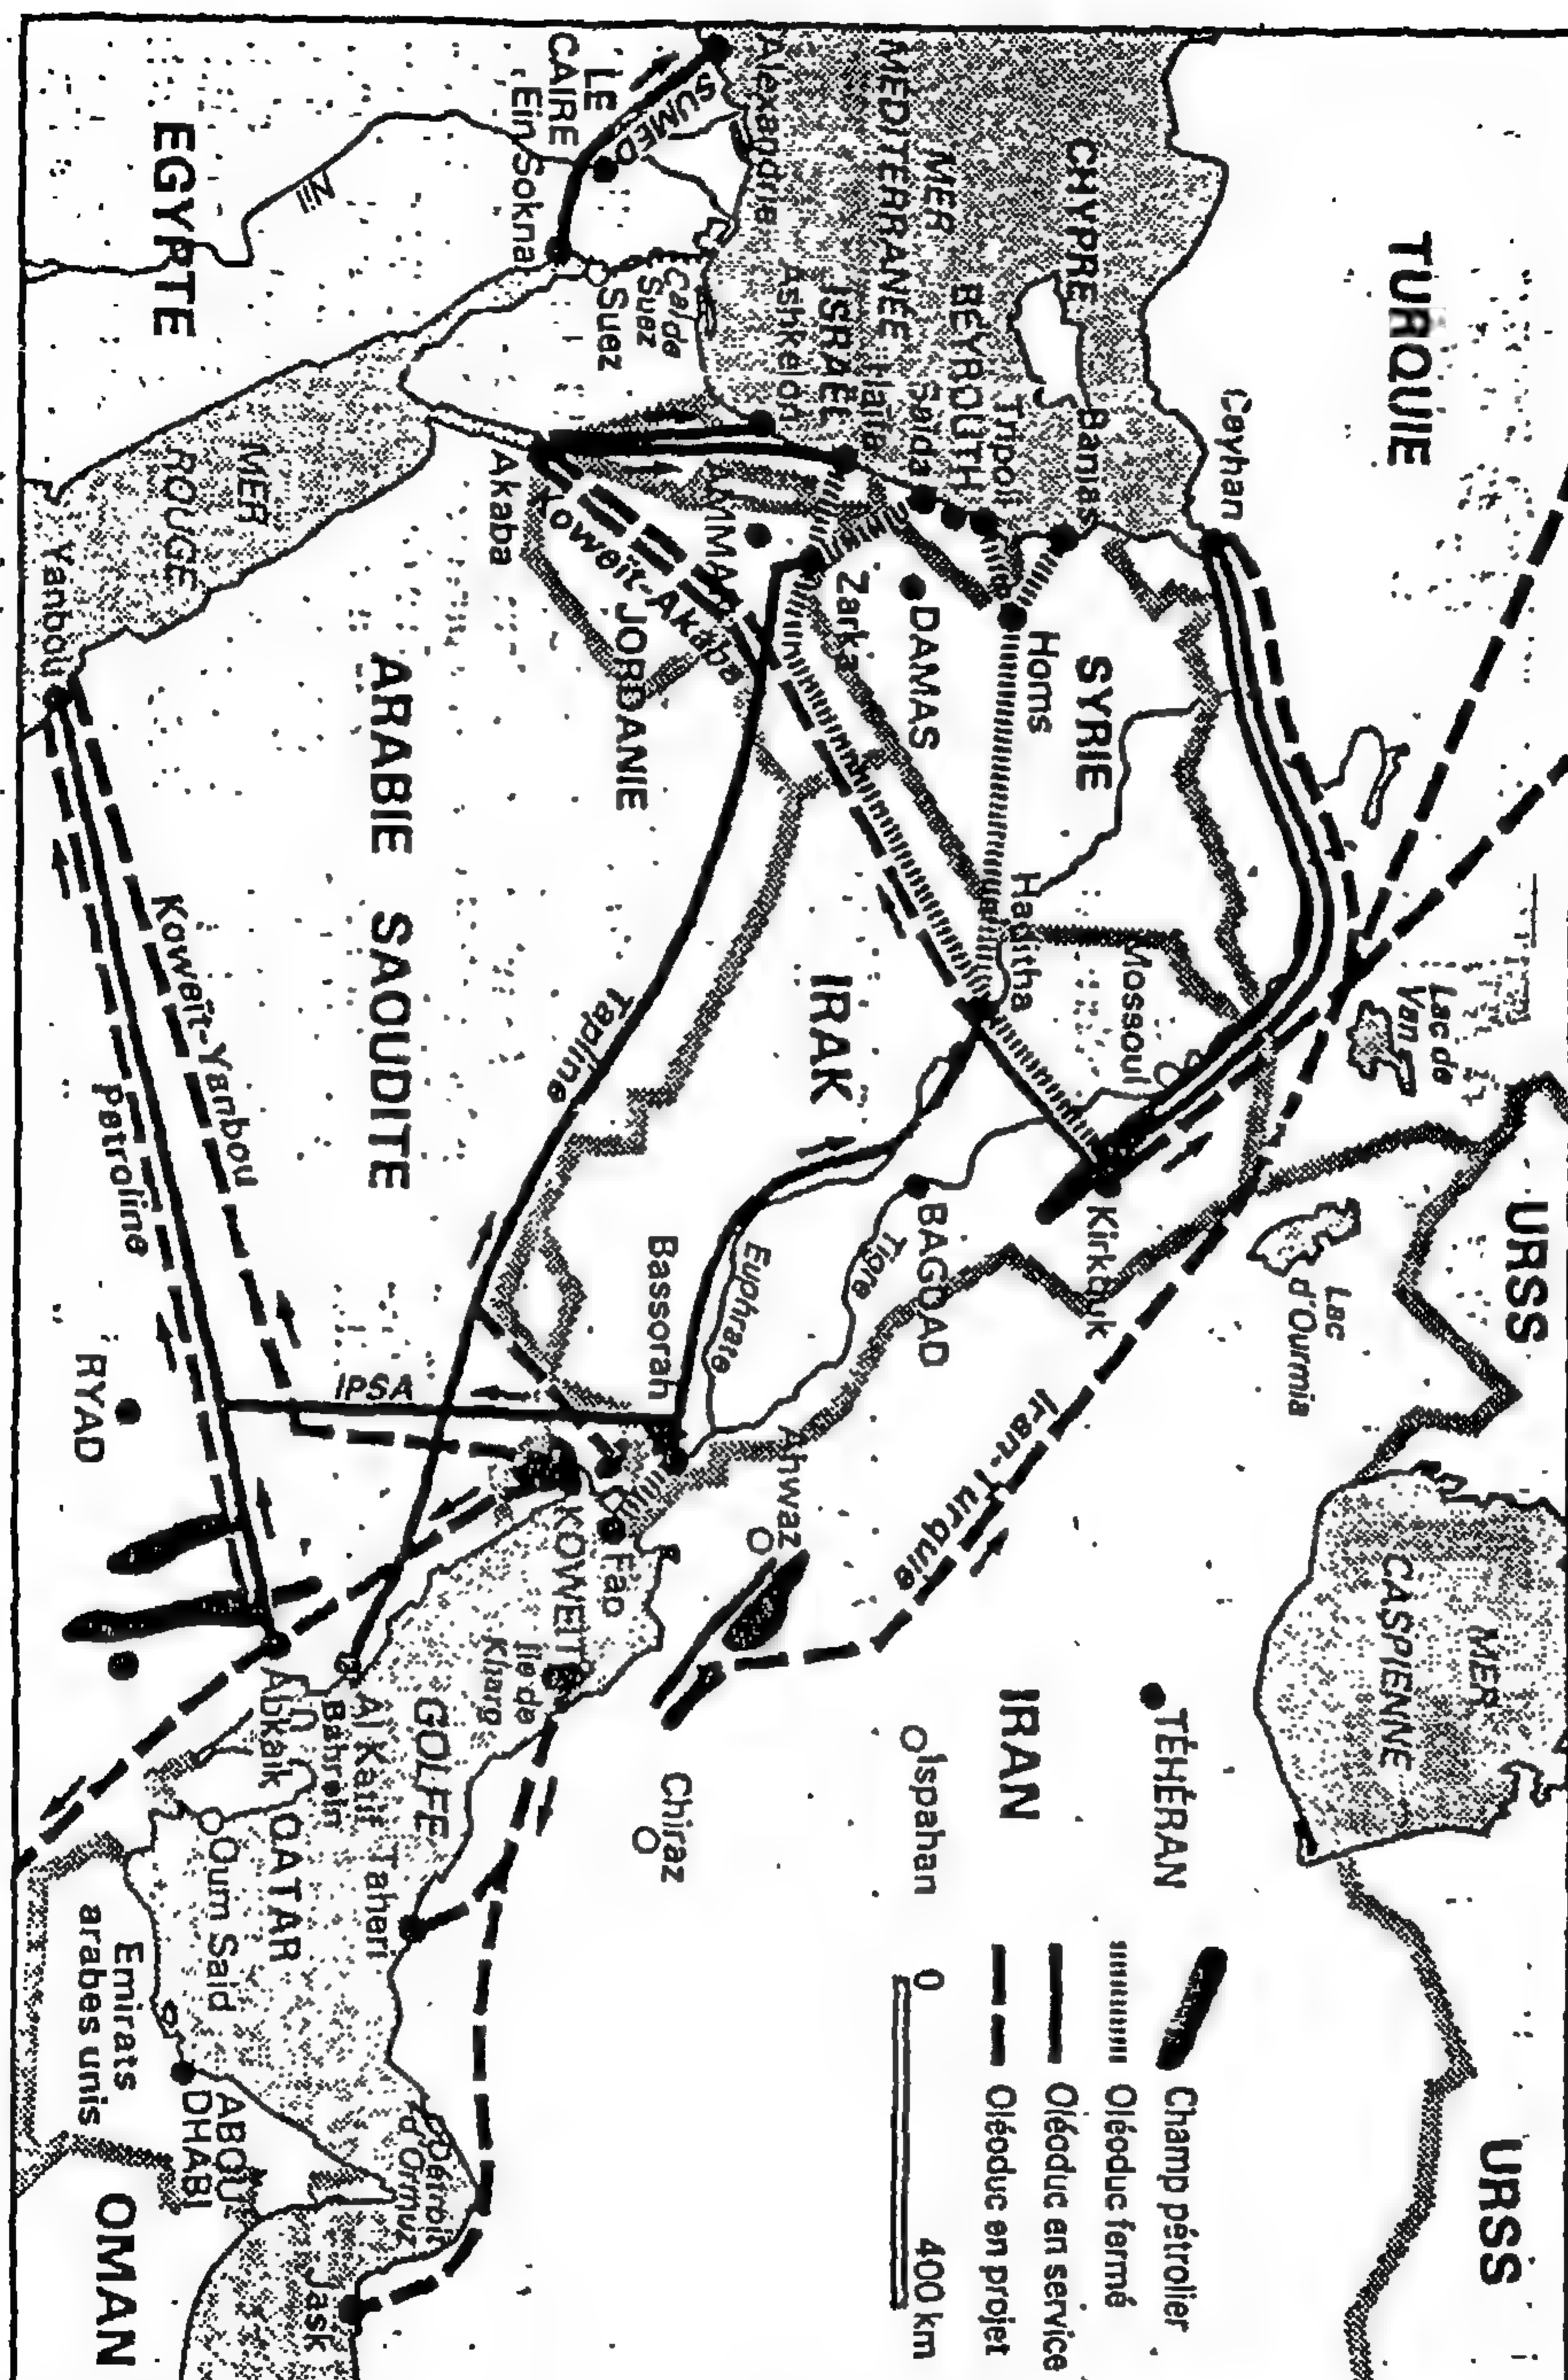 TURQUIE
URSS
URSS
MER
CASPIENNE
Lac de
Van
Lac
d'Ourmia
Ceyhan
CHYPRE
MER
MÉDITERRANÉE
Banias
Tripoli
BEYROUTH
Saïda
Haïfa
ISRAËL
Ashkelon
Alexandrie
SYRIE
Homs
DAMAS
Zarka
Haditha
Mossoul
Kirkouk
IRAK
BAGDAD
Tigre
Euphrate
Bassorah
Ahwaz
Iran-Turquie
TÉHÉRAN
IRAN
Ispahan
Chiraz
Champ pétrolier
Oléoduc fermé
Oléoduc en service
Oléoduc en projet
0
400 km
SUMED
LE
CAIRE
Ein Sokna
Cal de
Suez
Suez
EGYPTE
Nil
MER
ROUGE
Akaba
AMMAN
Koweït-Akaba
JORDANIE
Tapline
ARABIE SAOUDITE
IPSA
KOWEIT
Fao
Île de
Kharg
GOLFE
Al Katif
Bahreïn
Abkaik
Taheri
QATAR
Oum Saïd
Yanbou
Koweït-Yanbou
Petroline
RYAD
Emirats
arabes unis
ABOU-
DHABI
Détroit
d'Ormuz
Jask
OMAN